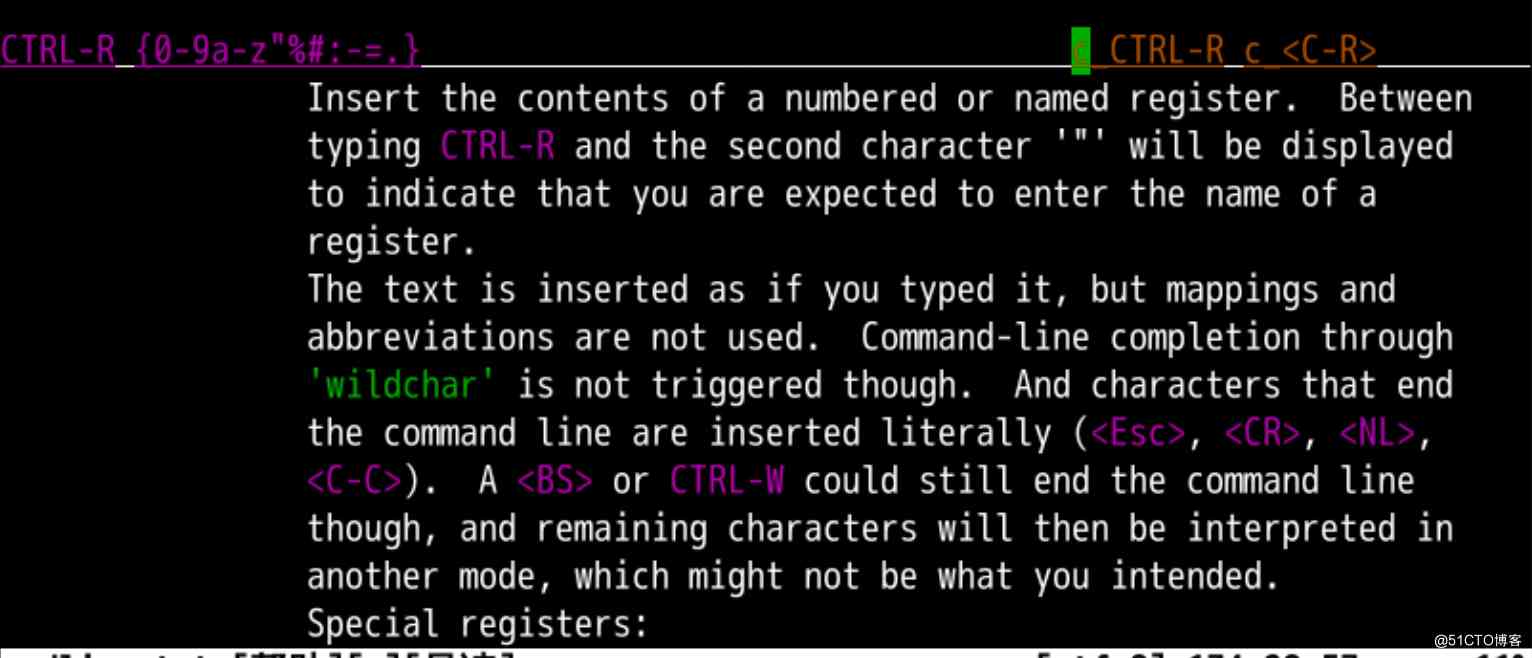 CTRL-R {0-9a-z"%#:-=.} c_CTRL-R c_<C-R>
Insert the contents of a numbered or named register.  Between
typing CTRL-R and the second character '"' will be displayed
to indicate that you are expected to enter the name of a
register.
The text is inserted as if you typed it, but mappings and
abbreviations are not used.  Command-line completion through
'wildchar' is not triggered though.  And characters that end
the command line are inserted literally (<Esc>, <CR>, <NL>,
<C-C>).  A <BS> or CTRL-W could still end the command line
though, and remaining characters will then be interpreted in
another mode, which might not be what you intended.
Special registers:
@51CTO博客